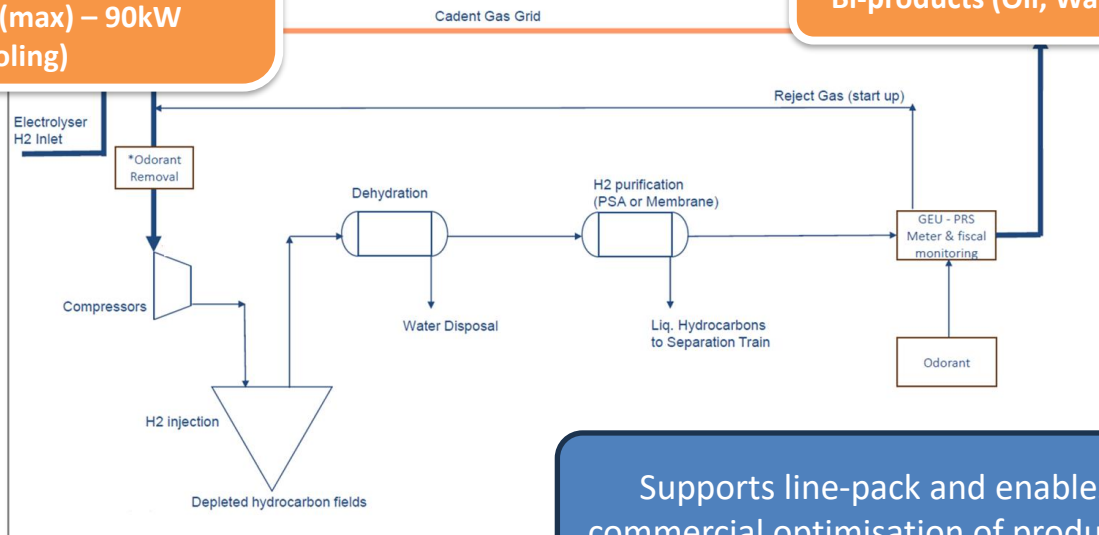 (max) – 90kW
oling)
Cadent Gas Grid
Bi-products (Oil, Wa
Reject Gas (start up)
Electrolyser
H2 Inlet
*Odorant
Removal
Dehydration
H2 purification
(PSA or Membrane)
GEU - PRS
Meter & fiscal
monitoring
Compressors
Water Disposal
Liq. Hydrocarbons
to Separation Train
Odorant
H2 injection
Depleted hydrocarbon fields
Supports line-pack and enable
commercial optimisation of produ